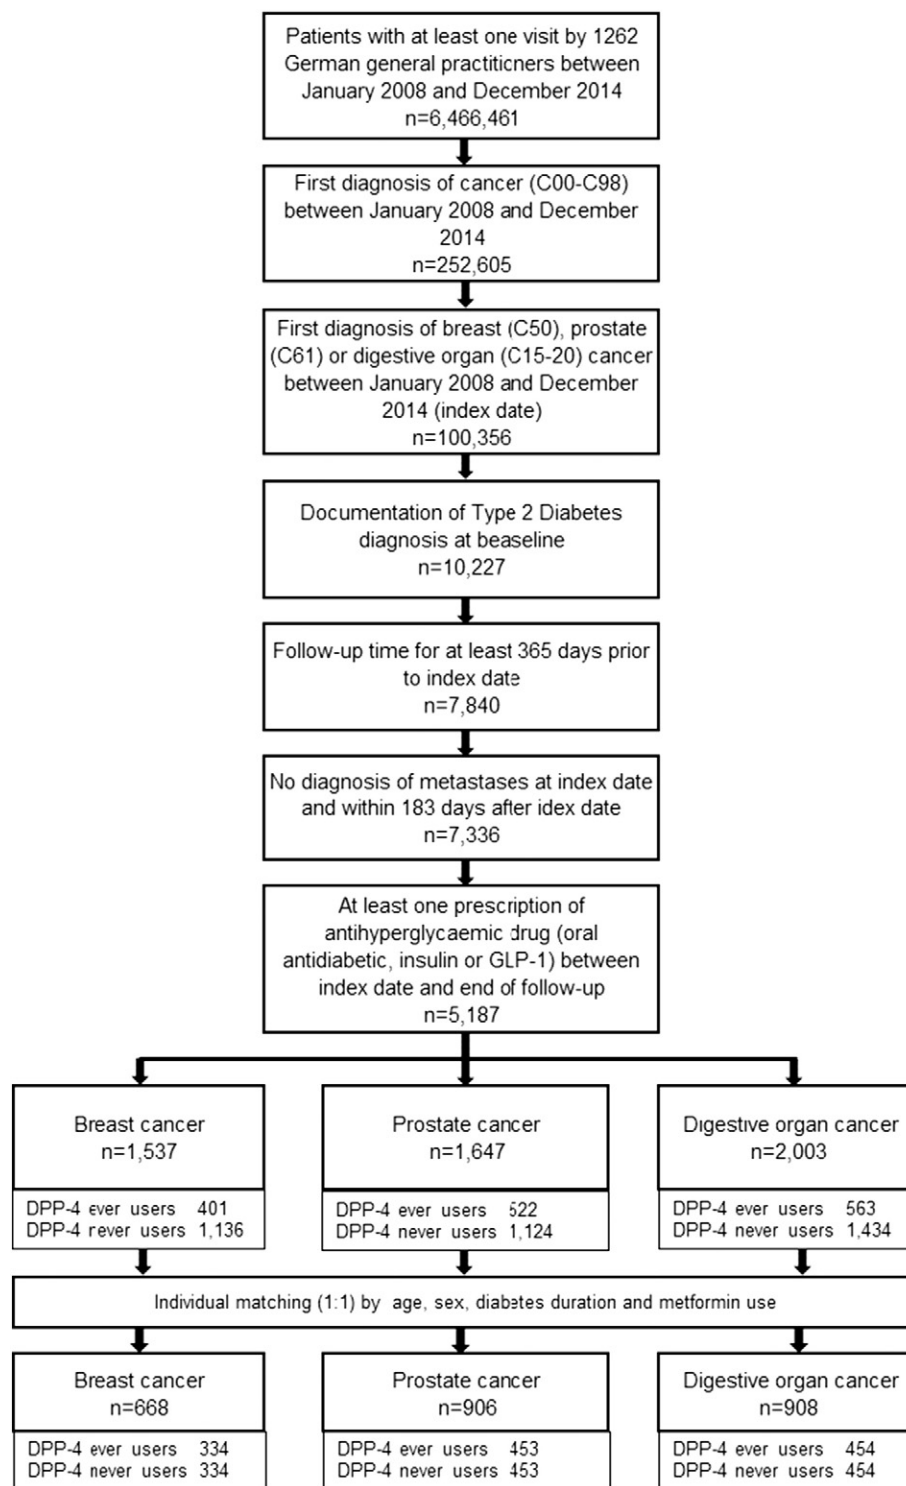 Patients with at least one visit by 1262
German general practiticners between
January 2008 and December 2014
n=6,466,461
First diagnosis of cancer (C00-C98)
between January 2008 and December
2014
n=252,605
First diagnosis of breast (C50), prostate
(C61) or digestive organ (C15-20) cancer
between January 2008 and December
2014 (index date)
n=100,356
Documentation of Type 2 Diabetes
diagnosis at beaseline
n=10,227
Follow-up time for at least 365 days prior
to index date
n=7,840
No diagnosis of metastases at index date
and within 183 days after idex date
n=7,336
At least one prescription of
antihyperglycaemic drug (oral
antidiabetic, insulin or GLP-1) between
index date and end of follow-up
n=5,187
Breast cancer
n=1,537
DPP-4 ever users 401
DPP-4 never users 1,136
Prostate cancer
n=1,647
DPP-4 ever users 522
DPP-4 never users 1,124
Digestive organ cancer
n=2,003
DPP-4 ever users 563
DPP-4 never users 1,434
Individual matching (1:1) by age, sex, diabetes duration and metformin use
Breast cancer
n=668
DPP-4 ever users 334
DPP-4 never users 334
Prostate cancer
n=906
DPP-4 ever users 453
DPP-4 never users 453
Digestive organ cancer
n=908
DPP-4 ever users 454
DPP-4 never users 454